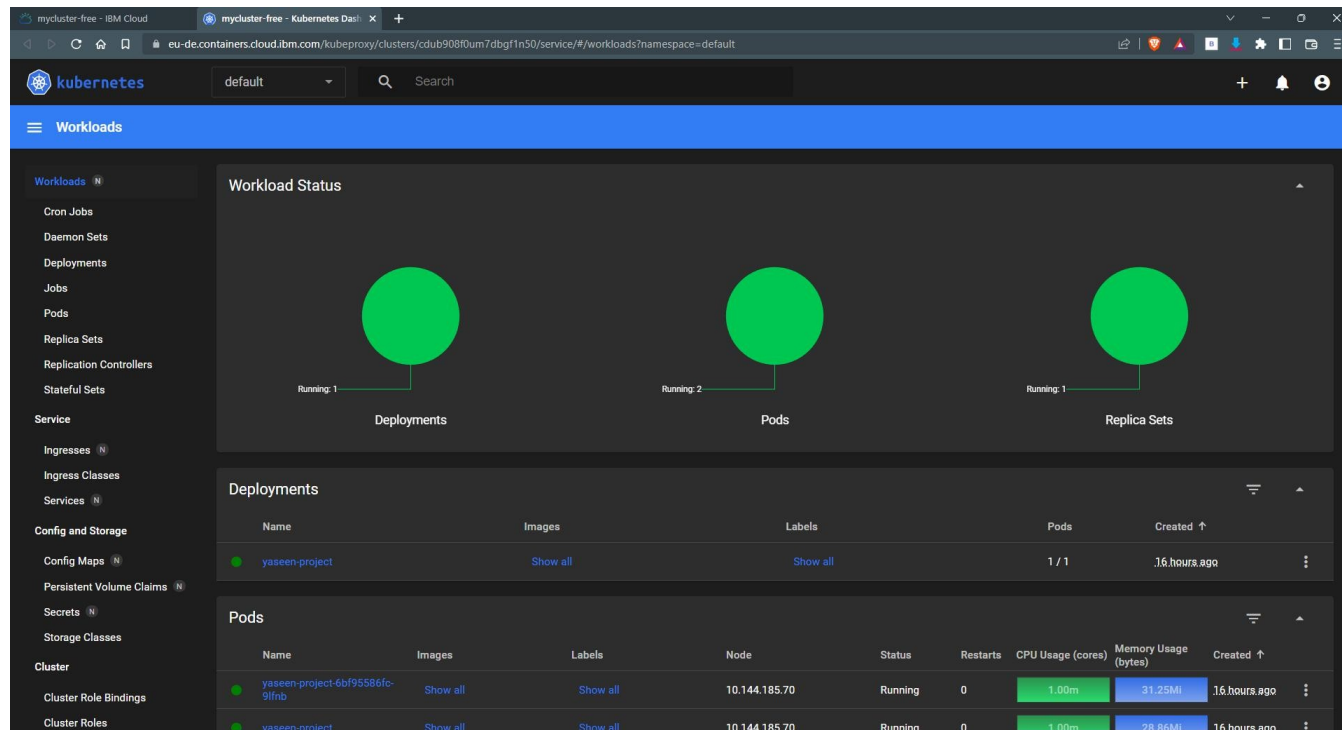 mycluster-free - IBM Cloud
mycluster-free - Kubernetes Dash
eu-de.containers.cloud.ibm.com/kubeproxy/clusters/cdub908f0um7dbgf1n50/service/#/workloads?namespace=default
kubernetes
default
Search
Workloads
Workloads N
Cron Jobs
Daemon Sets
Deployments
Jobs
Pods
Replica Sets
Replication Controllers
Stateful Sets
Service
Ingresses N
Ingress Classes
Services N
Config and Storage
Config Maps N
Persistent Volume Claims N
Secrets N
Storage Classes
Cluster
Cluster Role Bindings
Cluster Roles
Workload Status
Running: 1
Running: 2
Running: 1
Deployments Pods Replica Sets
Deployments
Name Images Labels Pods Created
yaseen-project Show all Show all 1 / 1 16 hours ago
Pods
Name Images Labels Node Status Restarts CPU Usage (cores) Memory Usage (bytes) Created
yaseen-project-6bf95586fc-9lfnb Show all Show all 10.144.185.70 Running 0 1.00m 31.25Mi 16 hours ago
yaseen-project Show all Show all 10.144.185.70 Running 0 1.00m 28.86Mi 16 hours ago